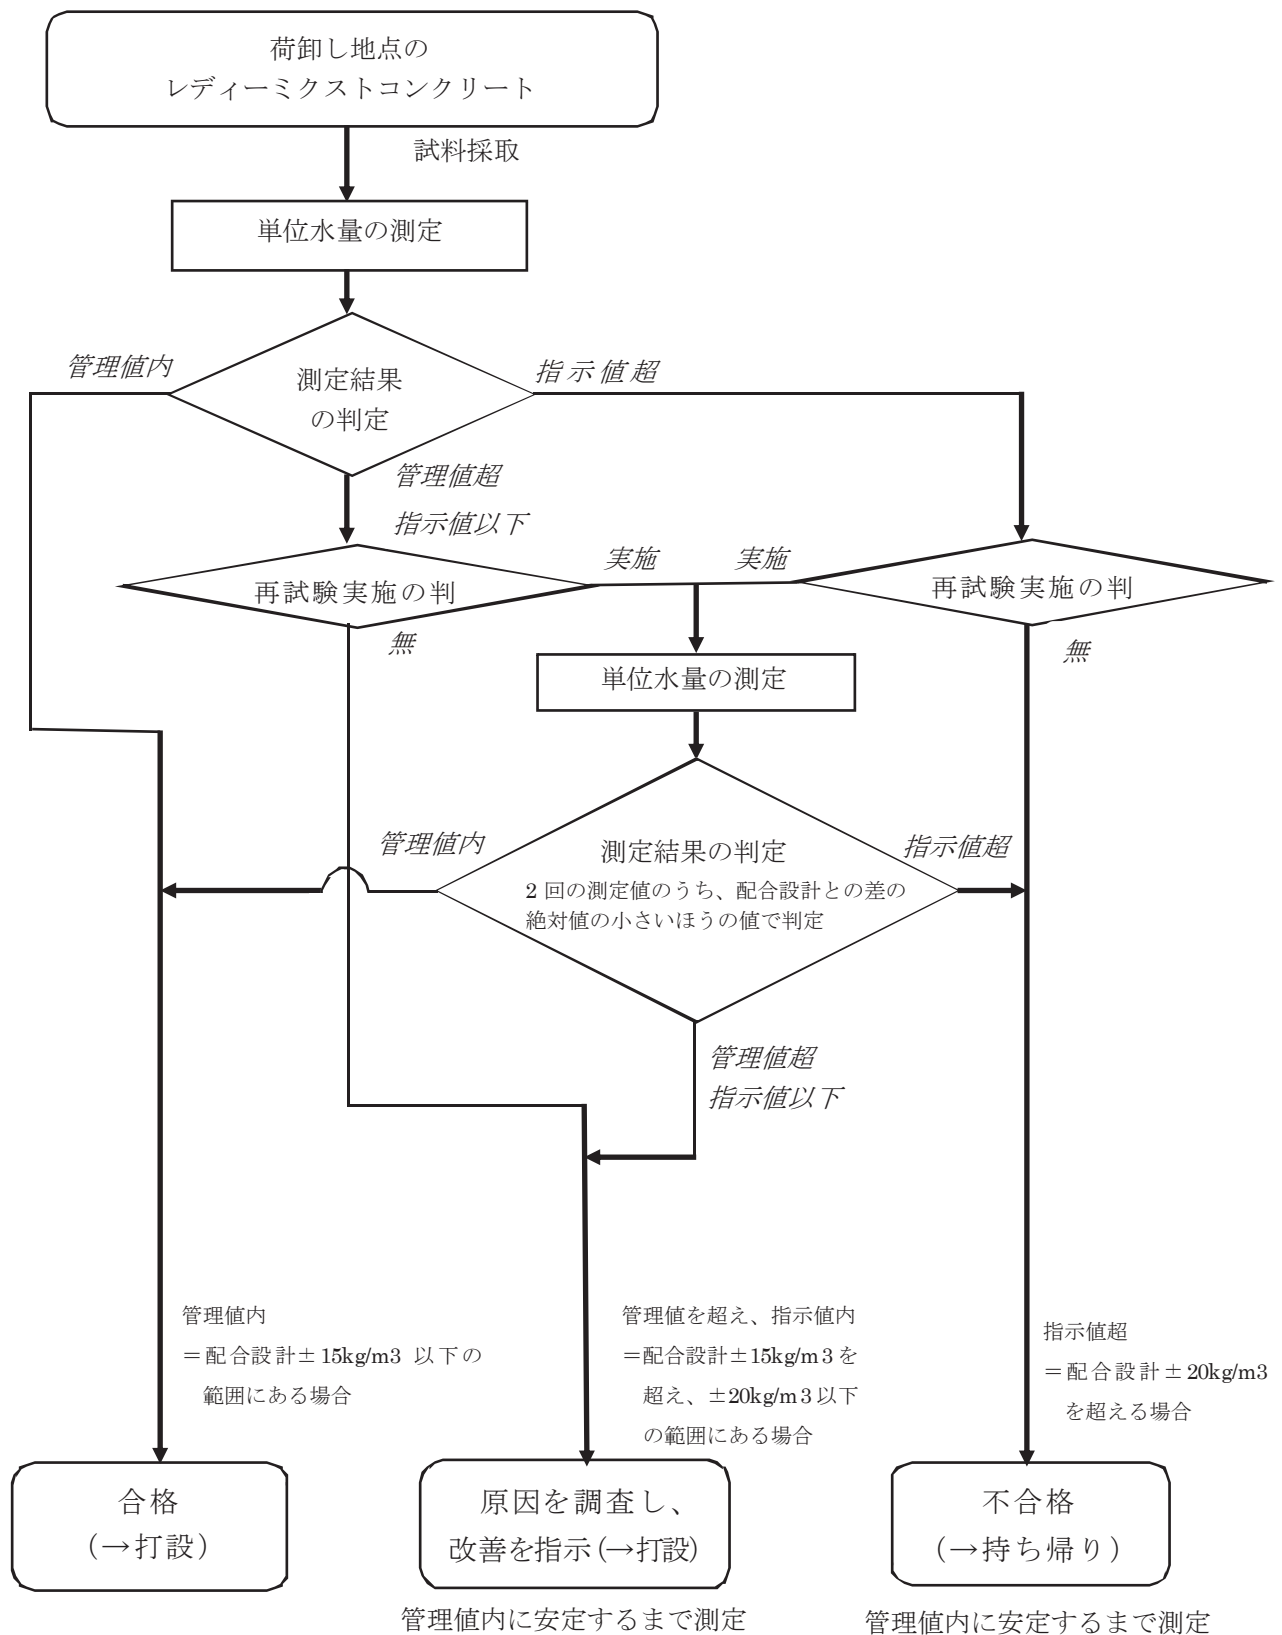 荷卸し地点の
レディーミクストコンクリート
試料採取
単位水量の測定
管理値内
指示値超
測定結果
の判定
管理値超
指示値以下
実施
実施
再試験実施の判
再試験実施の判
無
無
単位水量の測定
管理値内
指示値超
測定結果の判定
2 回の測定値のうち、配合設計との差の
絶対値の小さいほうの値で判定
管理値超
指示値以下
管理値内
＝配合設計±15kg/m3 以下の
範囲にある場合
管理値を超え、指示値内
＝配合設計±15kg/m3を
超え、±20kg/m3以下
の範囲にある場合
指示値超
＝配合設計±20kg/m3
を超える場合
合格
(→打設)
原因を調査し、
改善を指示(→打設)
不合格
(→持ち帰り)
管理値内に安定するまで測定
管理値内に安定するまで測定